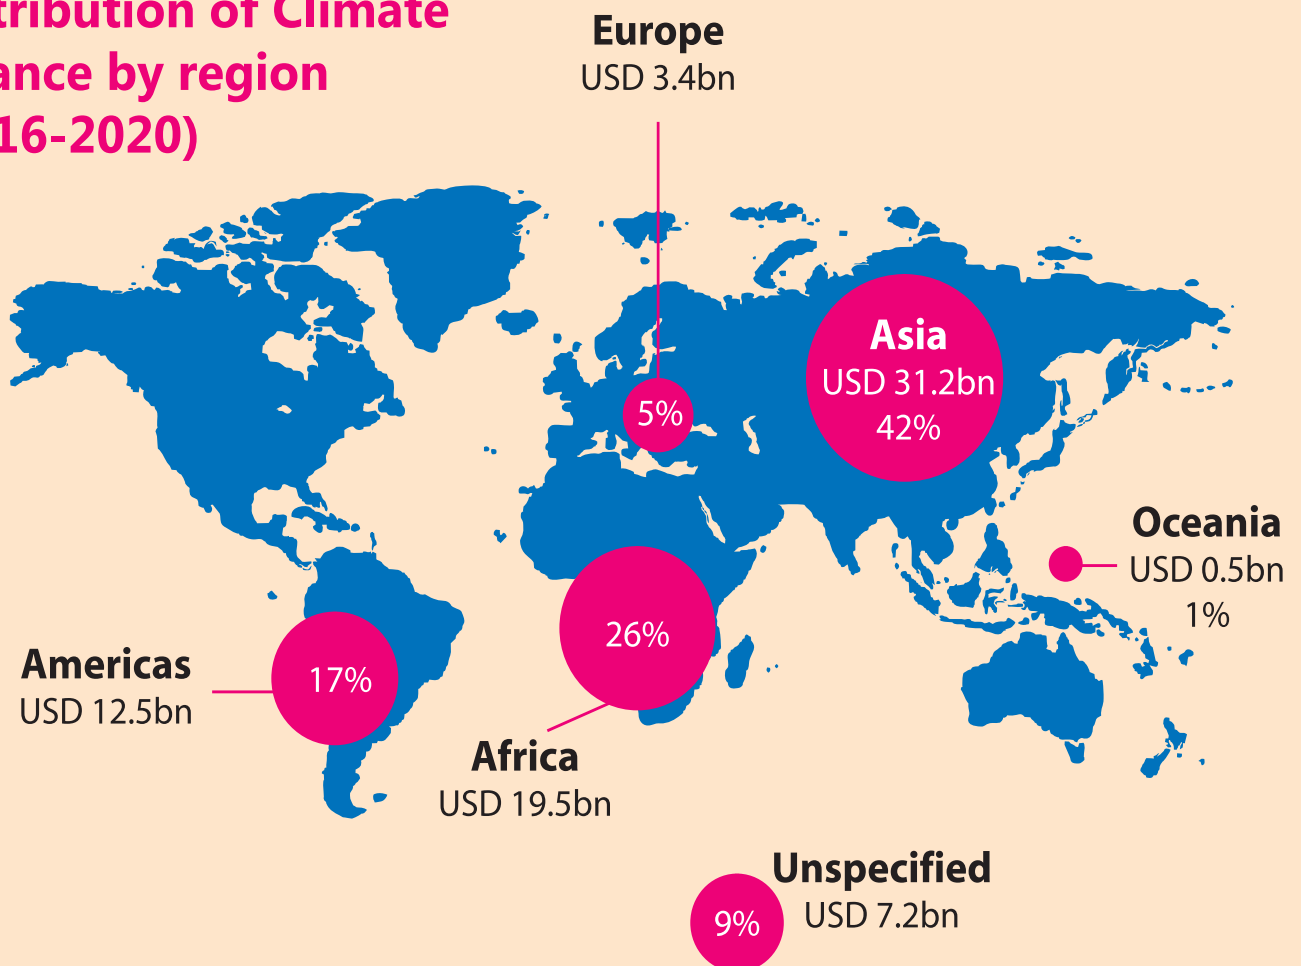 tribution of Climate
ance by region
16-2020)
Europe
USD 3.4bn
5%
Asia
USD 31.2bn
42%
Oceania
USD 0.5bn
1%
26%
Americas
USD 12.5bn
17%
Africa
USD 19.5bn
Unspecified
USD 7.2bn
9%